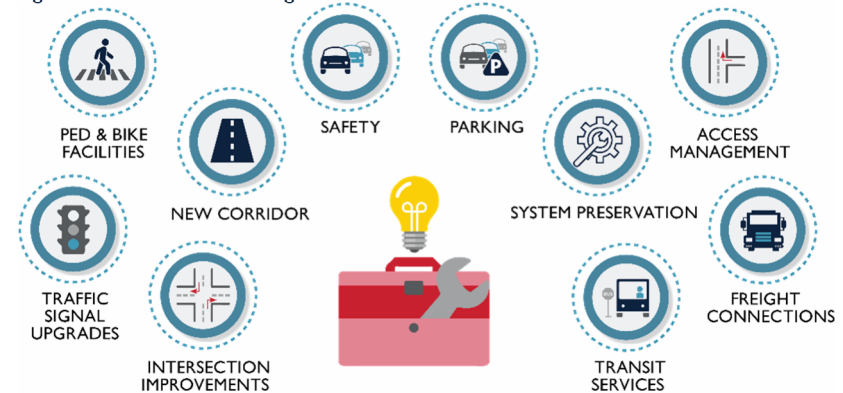 PED & BIKE
FACILITIES
SAFETY
PARKING
ACCESS
MANAGEMENT
NEW CORRIDOR
SYSTEM PRESERVATION
TRAFFIC
SIGNAL
UPGRADES
P
BUS
FREIGHT
CONNECTIONS
INTERSECTION
IMPROVEMENTS
TRANSIT
SERVICES